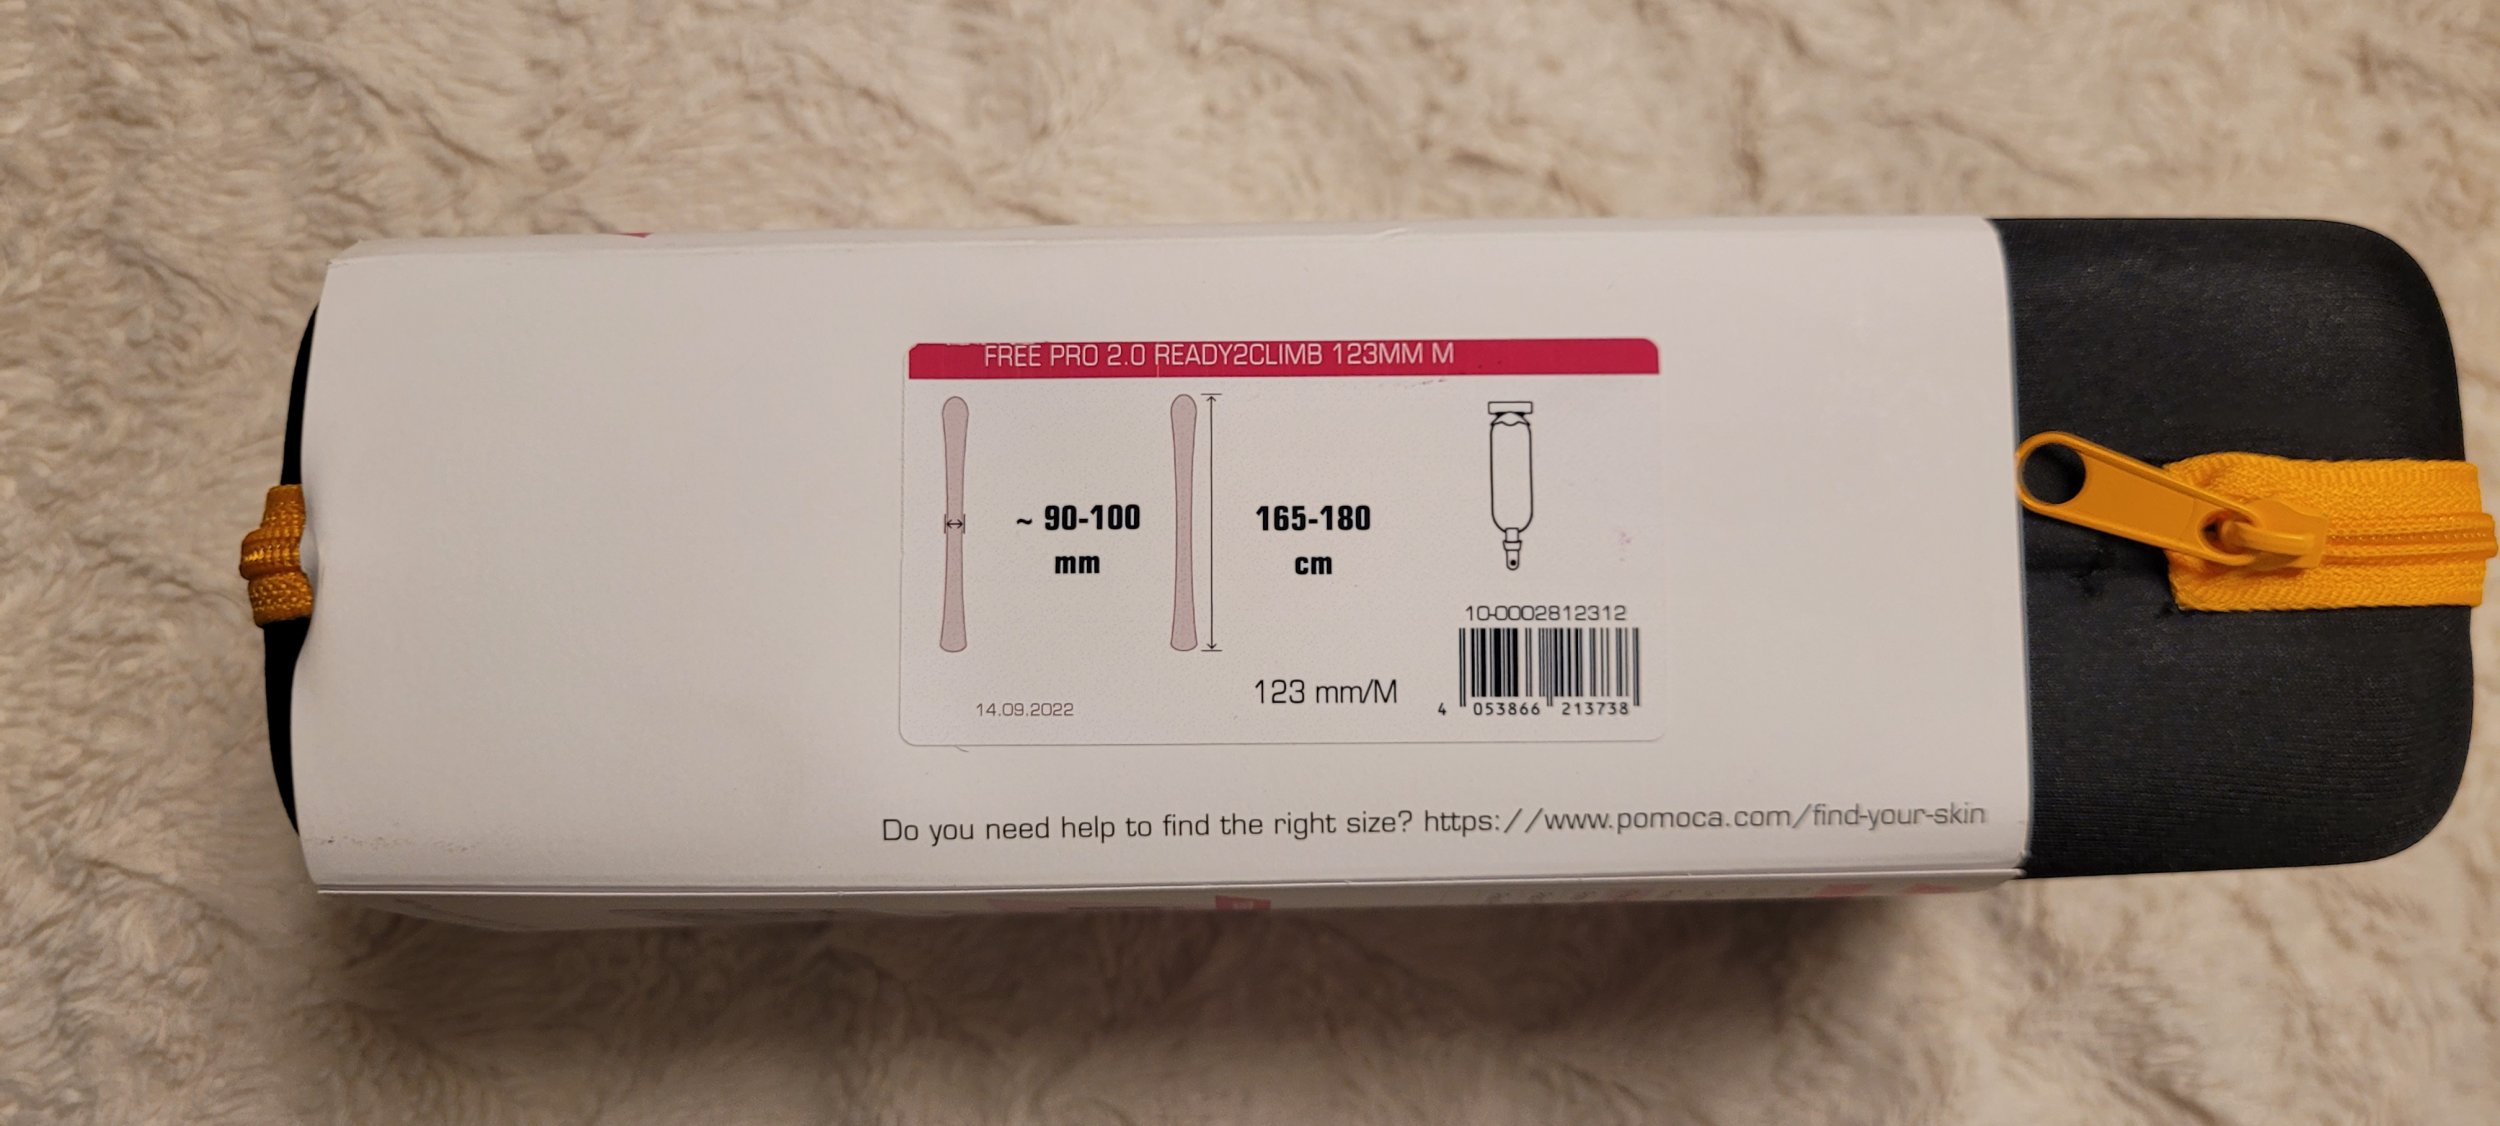 FREE PRO 2.0 READY2CLIMB 123MM M
~ 90-100
mm
165-180
cm
10-0002812312
123 mm/M
14.09.2022
4 053866 213738
Do you need help to find the right size? https://www.pomoca.com/find-your-skin